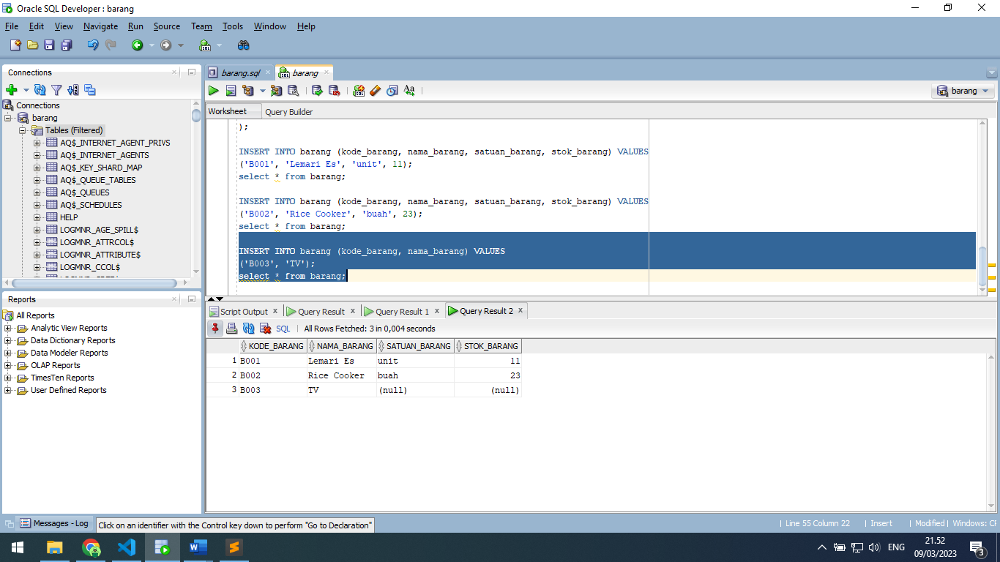 Oracle SQL Developer : barang
File Edit View Navigate Run Source Team Tools Window Help
Connections
Connections
barang
Tables (Filtered)
AQ$_INTERNET_AGENT_PRIVS
AQ$_INTERNET_AGENTS
AQ$_KEY_SHARD_MAP
AQ$_QUEUE_TABLES
AQ$_QUEUES
AQ$_SCHEDULES
HELP
LOGMNR_AGE_SPILL$
LOGMNR_ATTRCOL$
LOGMNR_ATTRIBUTE$
LOGMNR_CCOL$
Reports
All Reports
Analytic View Reports
Data Dictionary Reports
Data Modeler Reports
OLAP Reports
TimesTen Reports
User Defined Reports
barang.sql barang
barang
Worksheet Query Builder
);
INSERT INTO barang (kode_barang, nama_barang, satuan_barang, stok_barang) VALUES
('B001', 'Lemari Es', 'unit', 11);
select * from barang;
INSERT INTO barang (kode_barang, nama_barang, satuan_barang, stok_barang) VALUES
('B002', 'Rice Cooker', 'buah', 23);
select * from barang;
INSERT INTO barang (kode_barang, nama_barang) VALUES
('B003', 'TV');
select * from barang;
Script Output Query Result Query Result 1 Query Result 2
SQL All Rows Fetched: 3 in 0,004 seconds
KODE_BARANG NAMA_BARANG SATUAN_BARANG STOK_BARANG
1 B001 Lemari Es unit 11
2 B002 Rice Cooker buah 23
3 B003 TV (null) (null)
Messages - Log Click on an identifier with the Control key down to perform "Go to Declaration"
Line 55 Column 22 Insert Modified Windows: CF
ENG 21.52
09/03/2023 3